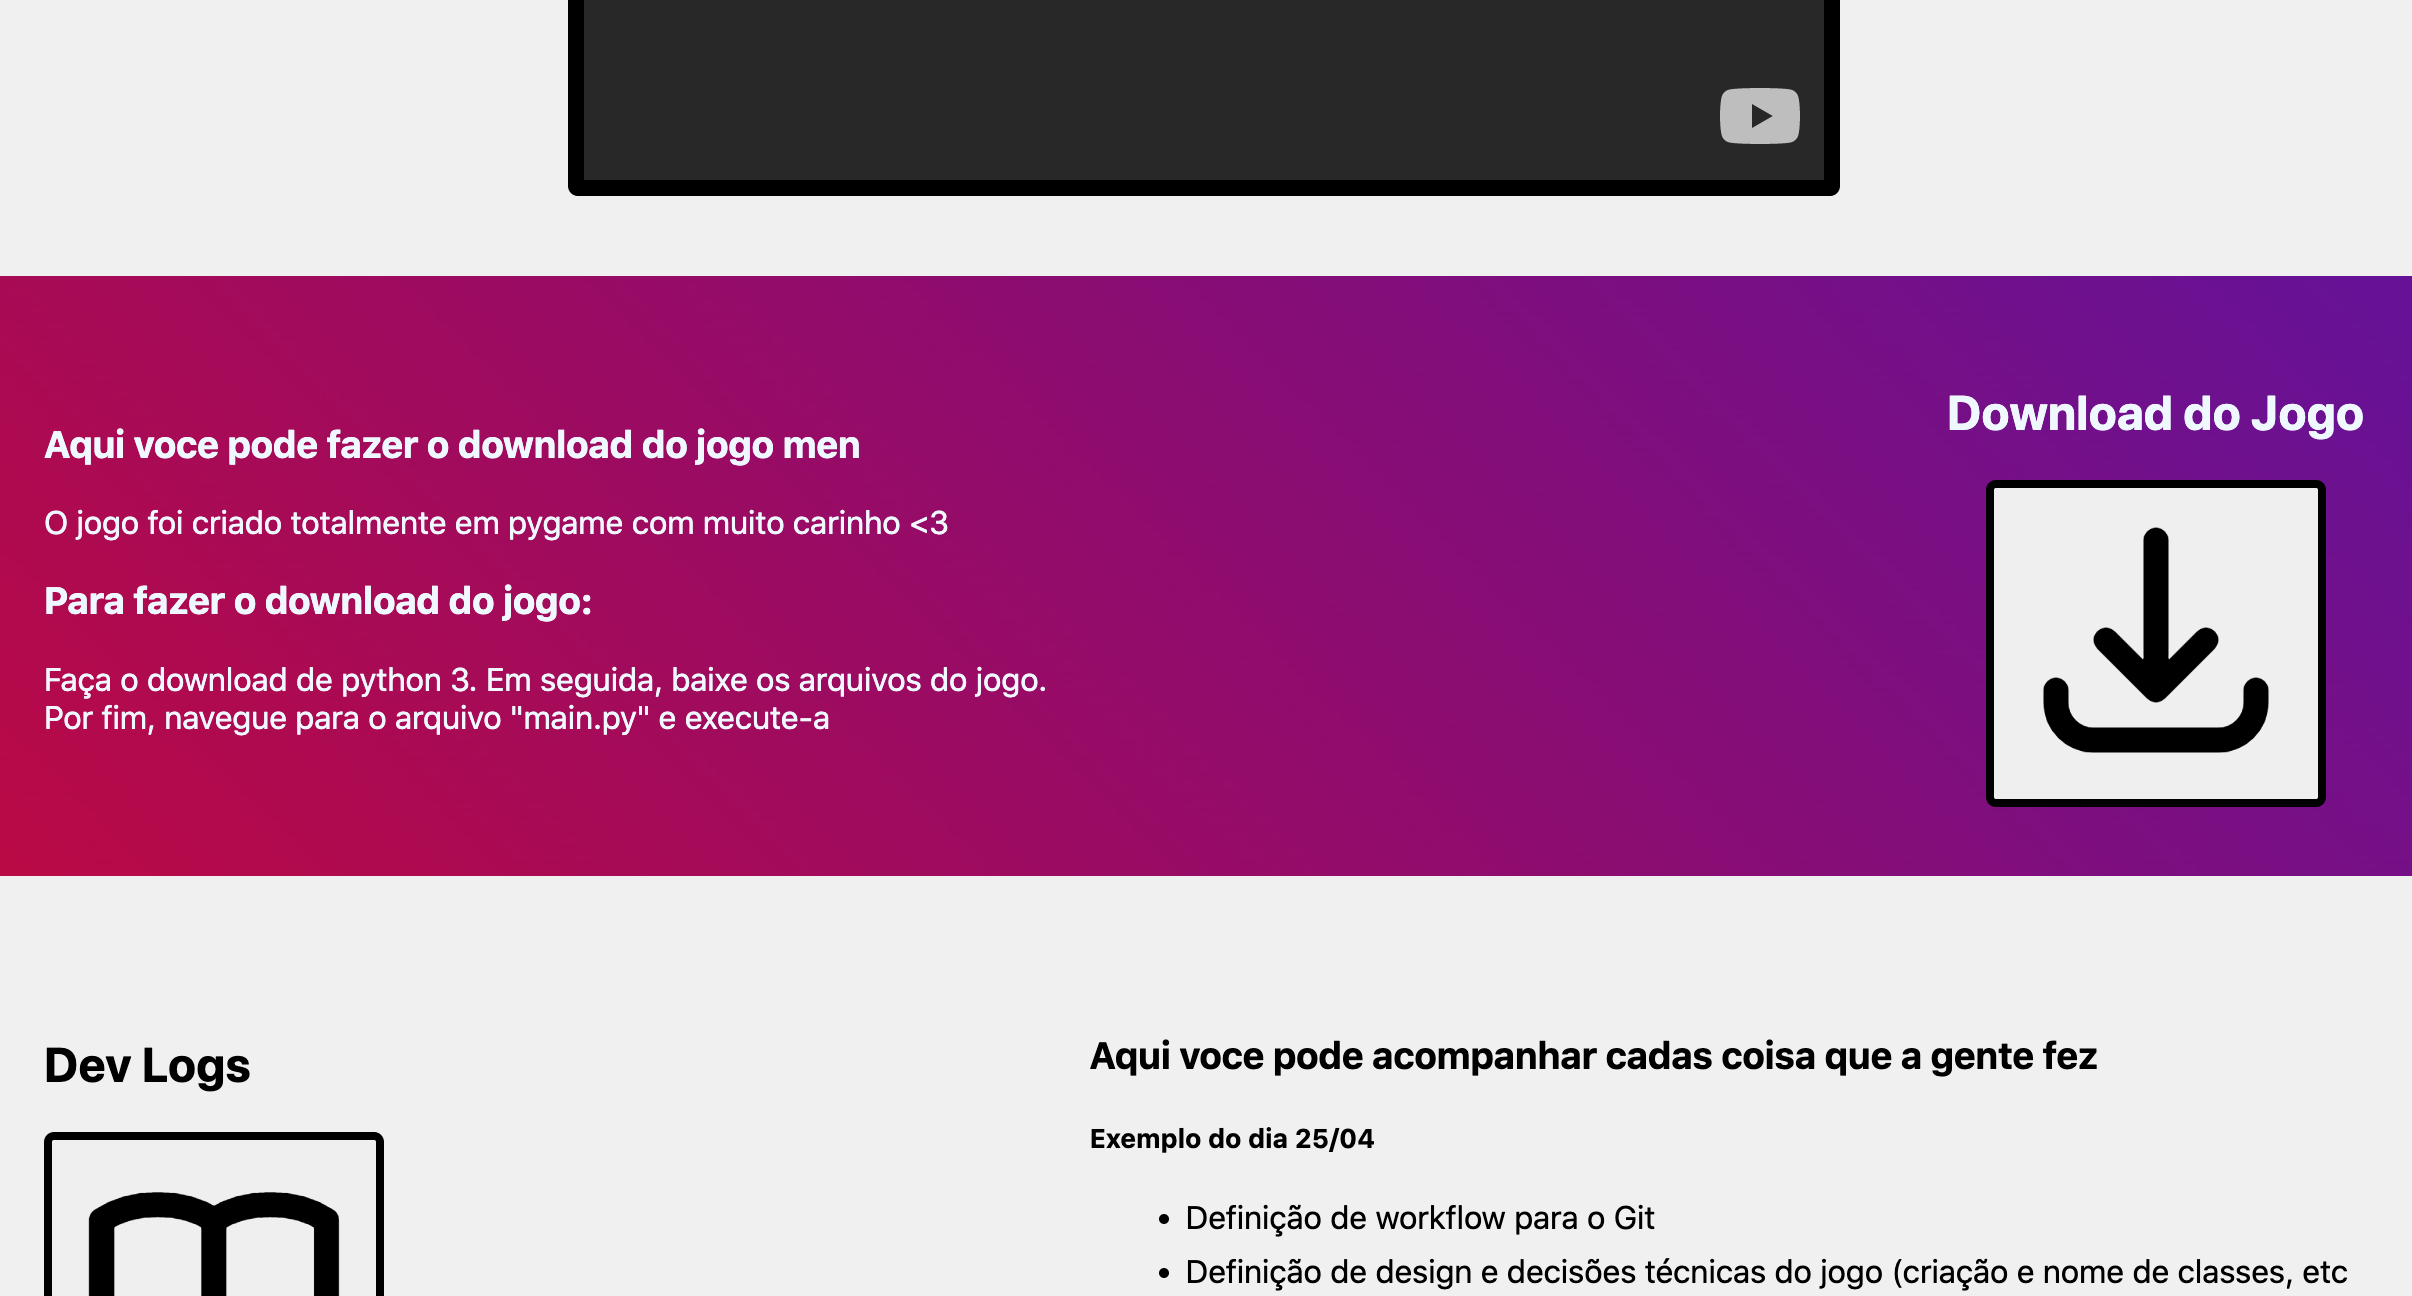 Aqui voce pode fazer o download do jogo men
O jogo foi criado totalmente em pygame com muito carinho <3
Para fazer o download do jogo:
Faça o download de python 3. Em seguida, baixe os arquivos do jogo.
Por fim, navegue para o arquivo "main.py" e execute-a
Download do Jogo
Dev Logs
Aqui voce pode acompanhar cadas coisa que a gente fez
Exemplo do dia 25/04
• Definição de workflow para o Git
• Definição de design e decisões técnicas do jogo (criação e nome de classes, etc